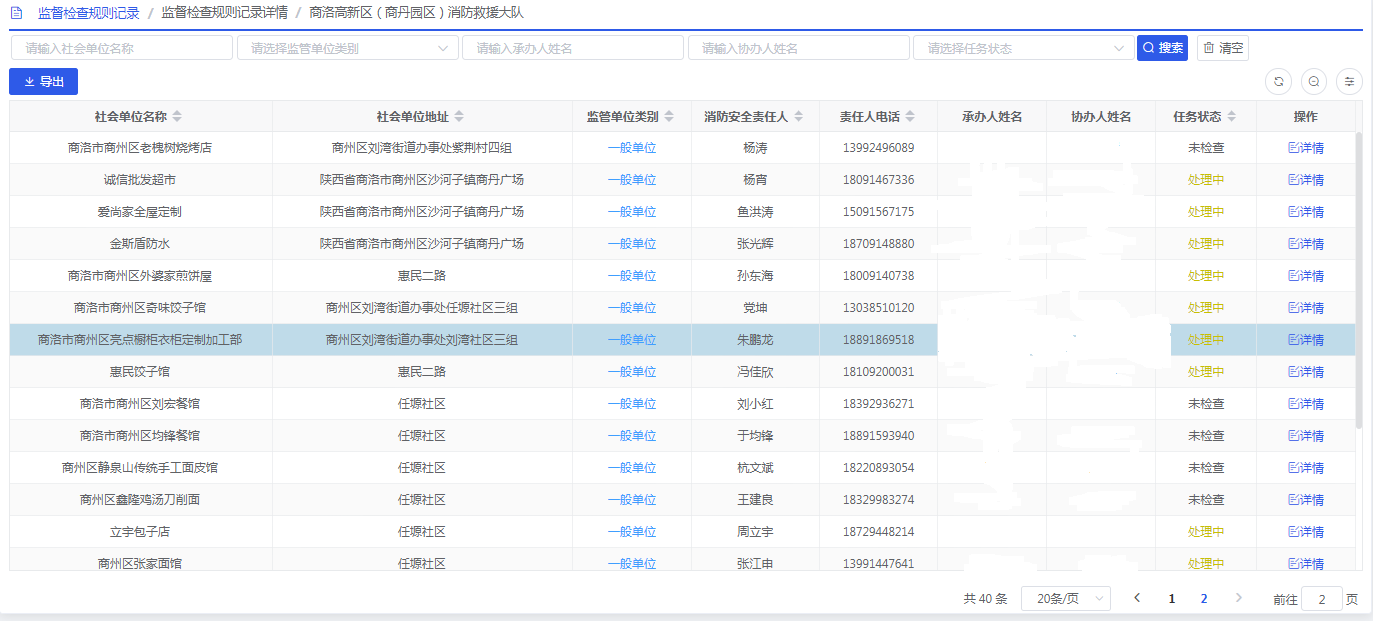 监督检查规则记录 / 监督检查规则记录详情 / 商洛高新区（商丹园区）消防救援大队
请输入社会单位名称 请选择监管单位类别 请输入承办人姓名 请输入协办人姓名 请选择任务状态 搜索 清空
导出
社会单位名称 社会单位地址 监管单位类别 消防安全责任人 责任人电话 承办人姓名 协办人姓名 任务状态 操作
商洛市商州区老槐树烧烤店 商州区刘湾街道办事处紫荆村四组 一般单位 杨涛 13992496089 未检查 详情
诚信批发超市 陕西省商洛市商州区沙河子镇商丹广场 一般单位 杨宵 18091467336 处理中 详情
爱尚家全屋定制 陕西省商洛市商州区沙河子镇商丹广场 一般单位 鱼洪涛 15091567175 处理中 详情
金斯盾防水 陕西省商洛市商州区沙河子镇商丹广场 一般单位 张光辉 18709148880 处理中 详情
商洛市商州区外婆家煎饼屋 惠民二路 一般单位 孙东海 18009140738 处理中 详情
商洛市商州区奇味饺子馆 商州区刘湾街道办事处任塬社区三组 一般单位 党坤 13038510120 处理中 详情
商洛市商州区亮点橱柜衣柜定制加工部 商州区刘湾街道办事处刘湾社区三组 一般单位 朱鹏龙 18891869518 处理中 详情
惠民饺子馆 惠民二路 一般单位 冯佳欣 18109200031 处理中 详情
商洛市商州区刘宏餐馆 任塬社区 一般单位 刘小红 18392936271 未检查 详情
商洛市商州区均锋餐馆 任塬社区 一般单位 于均锋 18891593940 未检查 详情
商州区静泉山传统手工面皮馆 任塬社区 一般单位 杭文斌 18220893054 未检查 详情
商州区鑫隆鸡汤刀削面 任塬社区 一般单位 王建良 18329983274 未检查 详情
立宇包子店 任塬社区 一般单位 周立宇 18729448214 处理中 详情
商州区张家面馆 任塬社区 一般单位 张江申 13991447641 处理中 详情
共 40 条 20条/页 1 2 前往 2 页